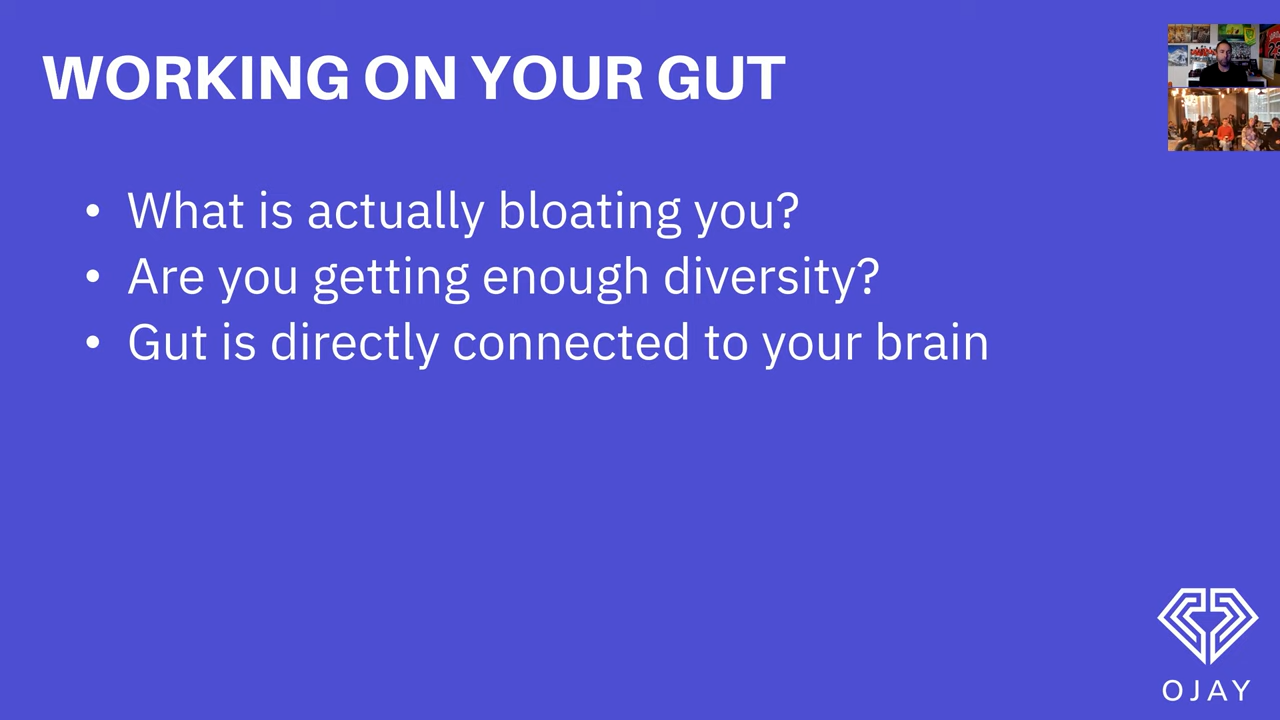 WORKING ON YOUR GUT
• What is actually bloating you?
• Are you getting enough diversity?
• Gut is directly connected to your brain
OJAY